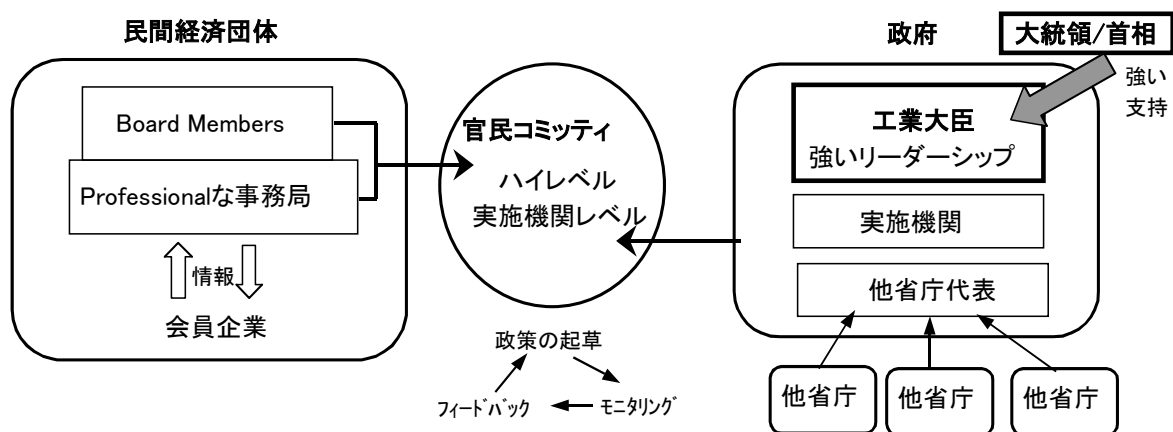 民間経済団体
Board Members
Professionalな事務局
情報
会員企業
官民コミッティ
ハイレベル
実施機関レベル
政策の起草
フィードバック
モニタリング
政府
大統領/首相
強い
支持
工業大臣
強いリーダーシップ
実施機関
他省庁代表
他省庁
他省庁
他省庁